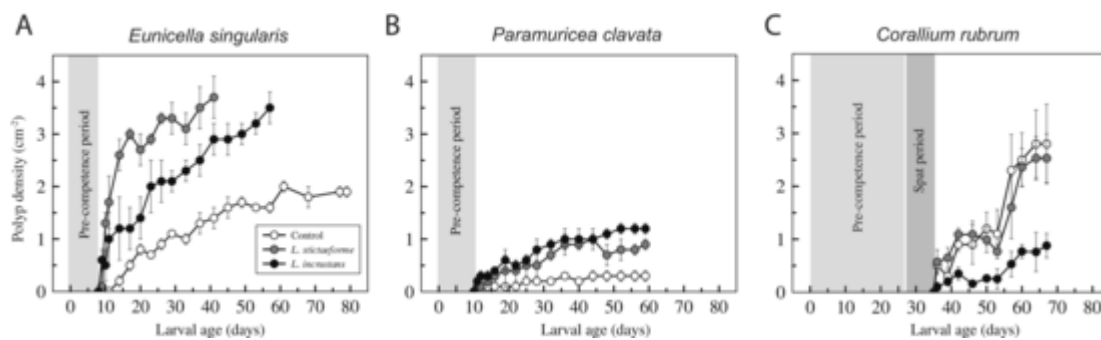 A
Eunicella singularis
B
Paramuricea clavata
C
Corallium rubrum
Polyp density (cm-2)
4
3
2
1
0
Pre-competence period
Control
L. stictaeforme
L. incrustans
0 10 20 30 40 50 60 70 80
Larval age (days)
4
3
2
1
0
Pre-competence period
0 10 20 30 40 50 60 70 80
Larval age (days)
4
3
2
1
0
Pre-competence period
Spat period
0 10 20 30 40 50 60 70 80
Larval age (days)